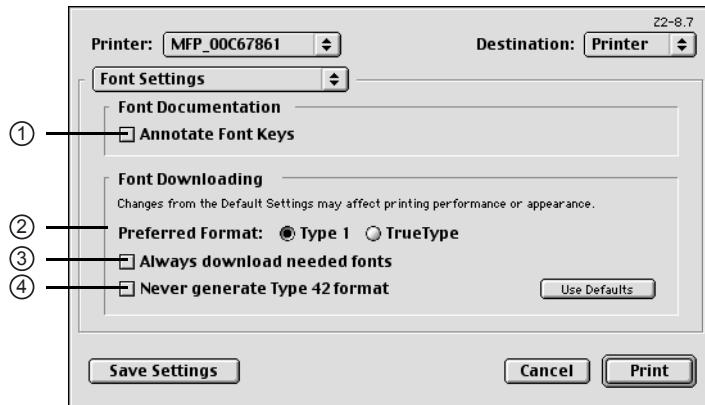 Z2-8.7
Printer: MFP_00C67861 Destination: Printer
Font Settings
Font Documentation
① Annotate Font Keys
Font Downloading
Changes from the Default Settings may affect printing performance or appearance.
② Preferred Format: Type 1 TrueType
③ Always download needed fonts
④ Never generate Type 42 format Use Defaults
Save Settings Cancel Print